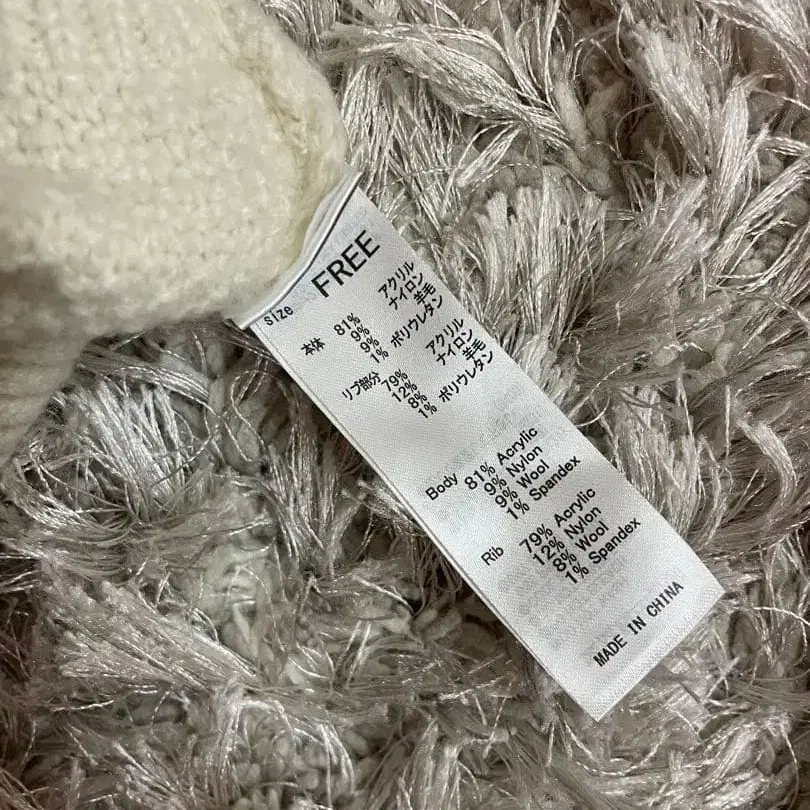 size FREE
本体 81% アクリル
9% ナイロン
9% 羊毛
1% ポリウレタン
リブ部分 79% アクリル
12% ナイロン
8% 羊毛
1% ポリウレタン
Body 81% Acrylic
9% Nylon
9% Wool
1% Spandex
Rib 79% Acrylic
12% Nylon
8% Wool
1% Spandex
MADE IN CHINA